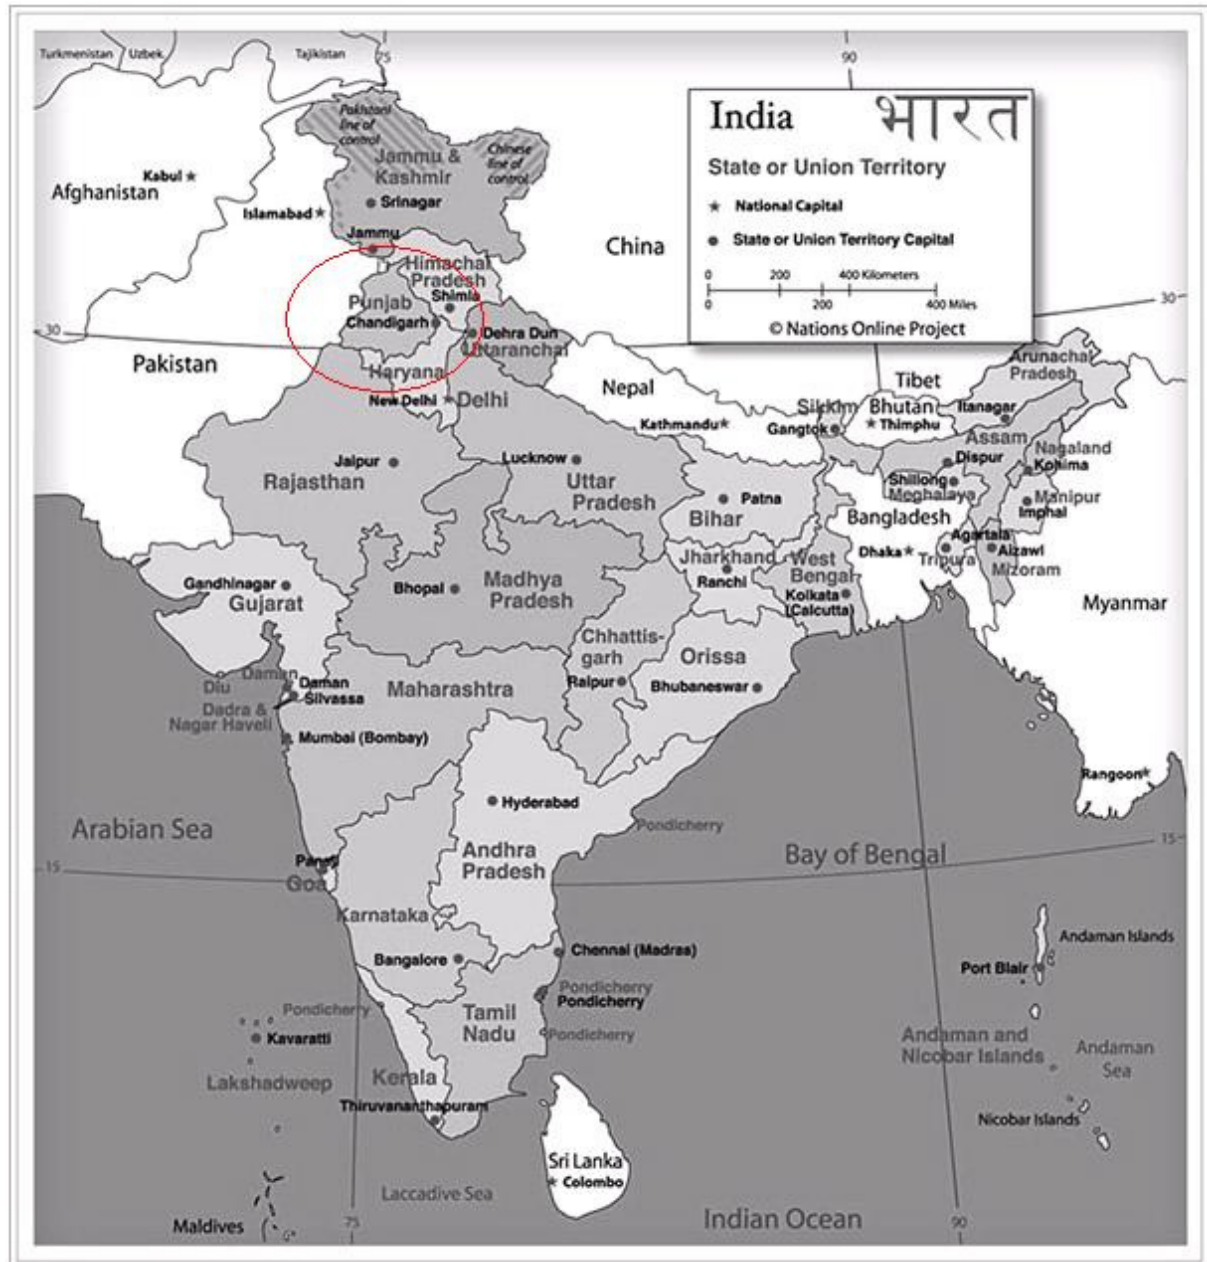 Turkmenistan
Uzbek.
Tajikistan
75
90
India भारत
State or Union Territory
National Capital
State or Union Territory Capital
0 200 400 Kilometers
0 200 400 Miles
© Nations Online Project
Pakistani
line of
control
Chinese
line of
control
Jammu &
Kashmir
Srinagar
Kabul
Afghanistan
Islamabad
Jammu
China
Himachal
Pradesh
Shimla
Punjab
Chandigarh
30
30
Dehra Dun
Uttaranchal
Pakistan
Haryana
New Delhi
Delhi
Nepal
Kathmandu
Tibet
Arunachal
Pradesh
Sikkim
Gangtok
Bhutan
Thimphu
Itanagar
Assam
Dispur
Nagaland
Kohima
Jaipur
Rajasthan
Lucknow
Uttar
Pradesh
Patna
Bihar
Shillong
Meghalaya
Manipur
Imphal
Bangladesh
Dhaka
Agartala
Tripura
Aizawl
Mizoram
Jharkhand
Ranchi
West
Bengal
Kolkata
(Calcutta)
Myanmar
Gandhinagar
Gujarat
Bhopal
Madhya
Pradesh
Chhattis-
garh
Raipur
Orissa
Bhubaneswar
Daman
Diu
Daman
Silvassa
Dadra &
Nagar Haveli
Maharashtra
Mumbai (Bombay)
Rangoon
Hyderabad
Andhra
Pradesh
Pondicherry
Arabian Sea
Bay of Bengal
15
15
Panaji
Goa
Karnataka
Bangalore
Chennai (Madras)
Andaman Islands
Port Blair
Pondicherry
Pondicherry
Pondicherry
Tamil
Nadu
Pondicherry
Kavaratti
Lakshadweep
Kerala
Thiruvananthapuram
Andaman and
Nicobar Islands
Andaman
Sea
Nicobar Islands
Sri Lanka
Colombo
Laccadive Sea
Maldives
Indian Ocean
75
90